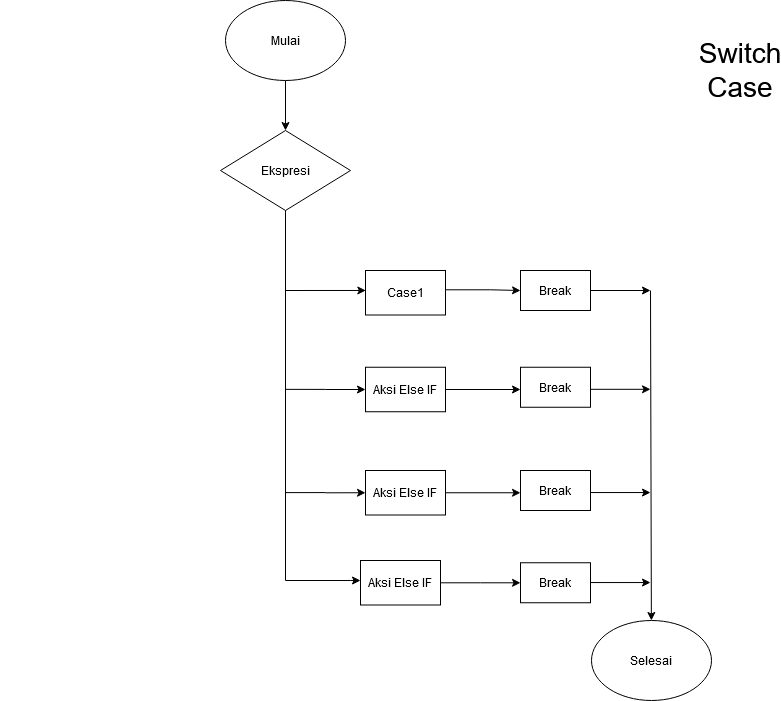 Mulai
Switch
Case
Ekspresi
Case1
Break
Aksi Else IF
Break
Aksi Else IF
Break
Aksi Else IF
Break
Selesai